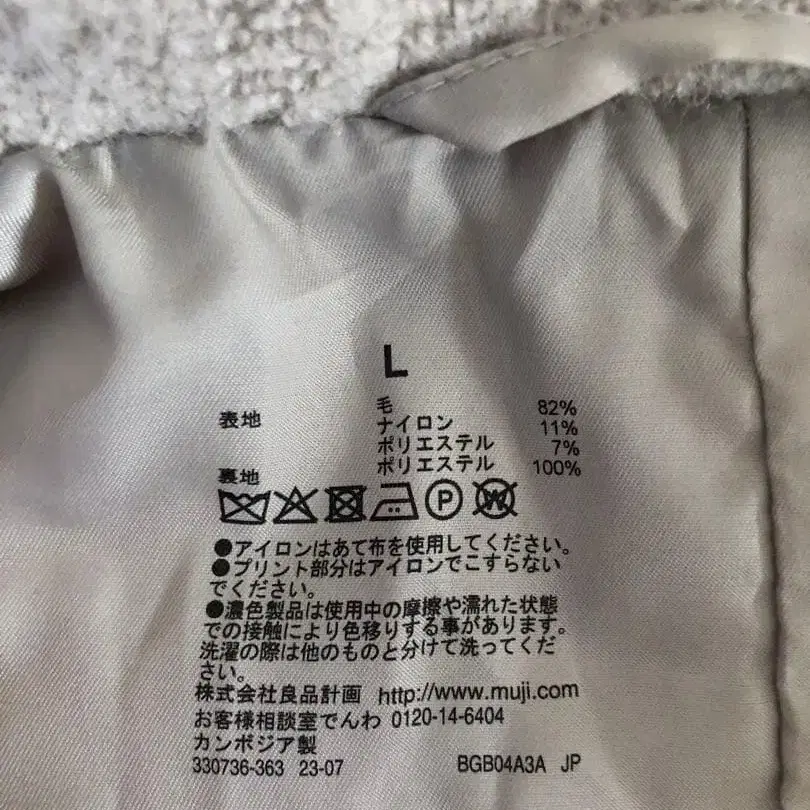 L
表地 毛 82%
ナイロン 11%
ポリエステル 7%
裏地 ポリエステル 100%
P W
●アイロンはあて布を使用してください。
●プリント部分はアイロンでこすらない
でください。
●濃色製品は使用中の摩擦や濡れた状態
での接触により色移りする事があります。
洗濯の際は他のものと分けて洗ってくだ
さい。
株式会社良品計画 http://www.muji.com
お客様相談室でんわ 0120-14-6404
カンボジア製
330736-363 23-07 BGB04A3A JP